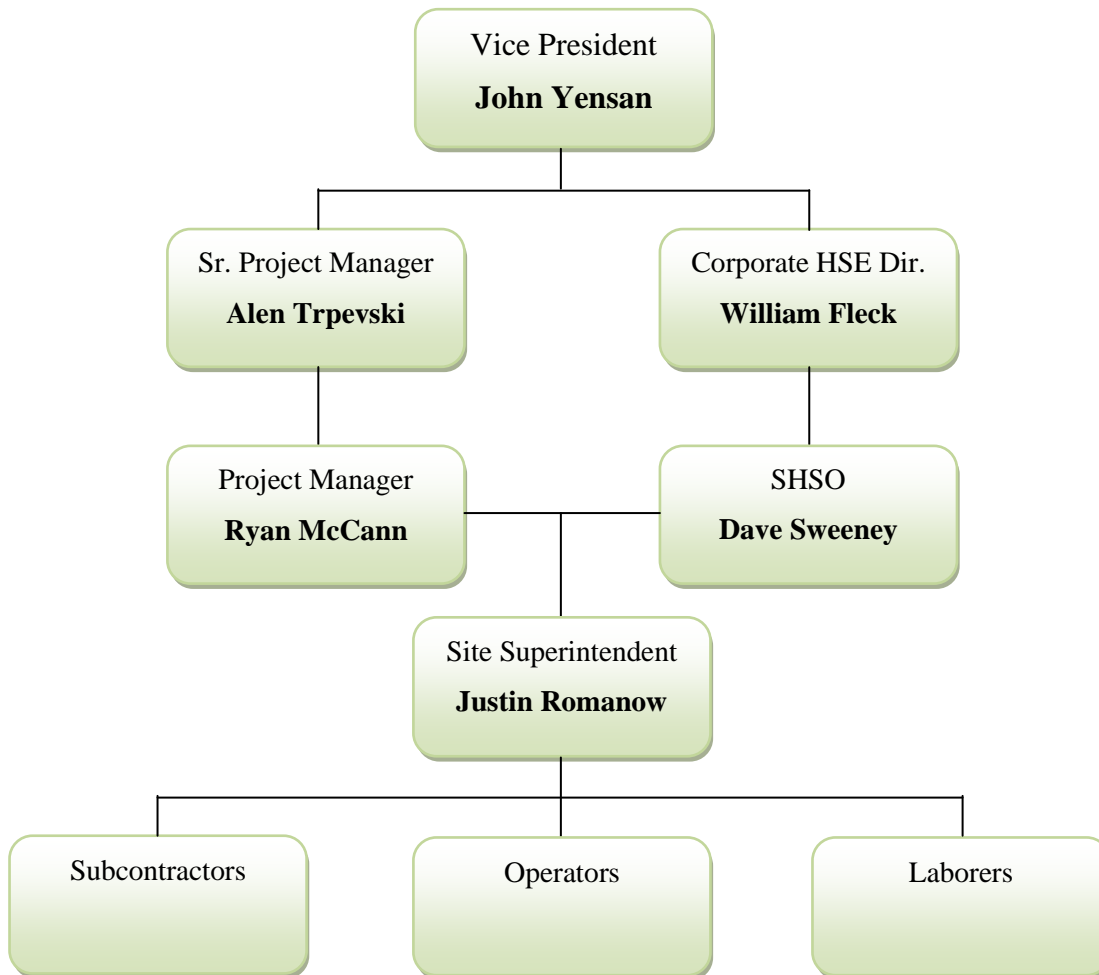 Vice President
John Yensan
Sr. Project Manager
Alen Trpevski
Corporate HSE Dir.
William Fleck
Project Manager
Ryan McCann
SHSO
Dave Sweeney
Site Superintendent
Justin Romanow
Subcontractors
Operators
Laborers